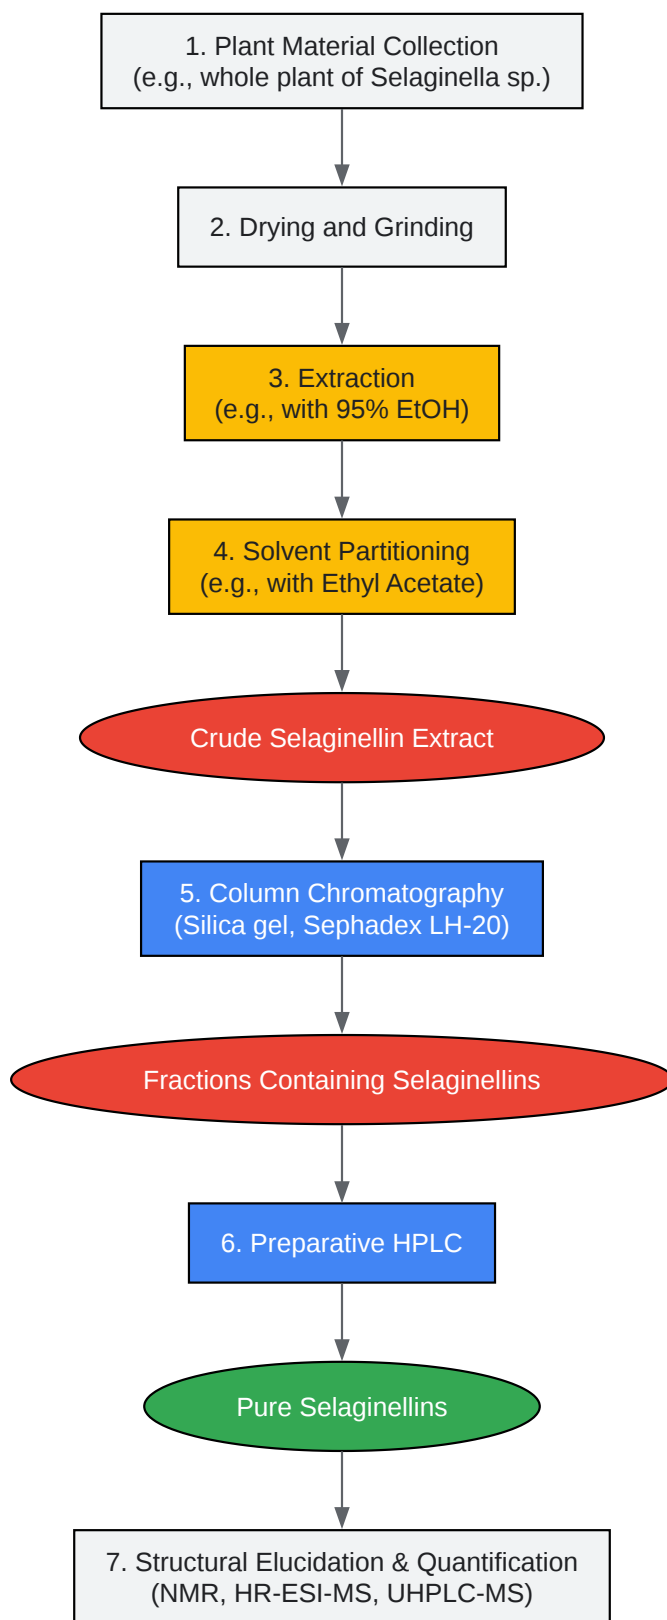 1. Plant Material Collection
(e.g., whole plant of Selaginella sp.)
2. Drying and Grinding
3. Extraction
(e.g., with 95% EtOH)
4. Solvent Partitioning
(e.g., with Ethyl Acetate)
Crude Selaginellin Extract
5. Column Chromatography
(Silica gel, Sephadex LH-20)
Fractions Containing Selaginellins
6. Preparative HPLC
Pure Selaginellins
7. Structural Elucidation & Quantification
(NMR, HR-ESI-MS, UHPLC-MS)